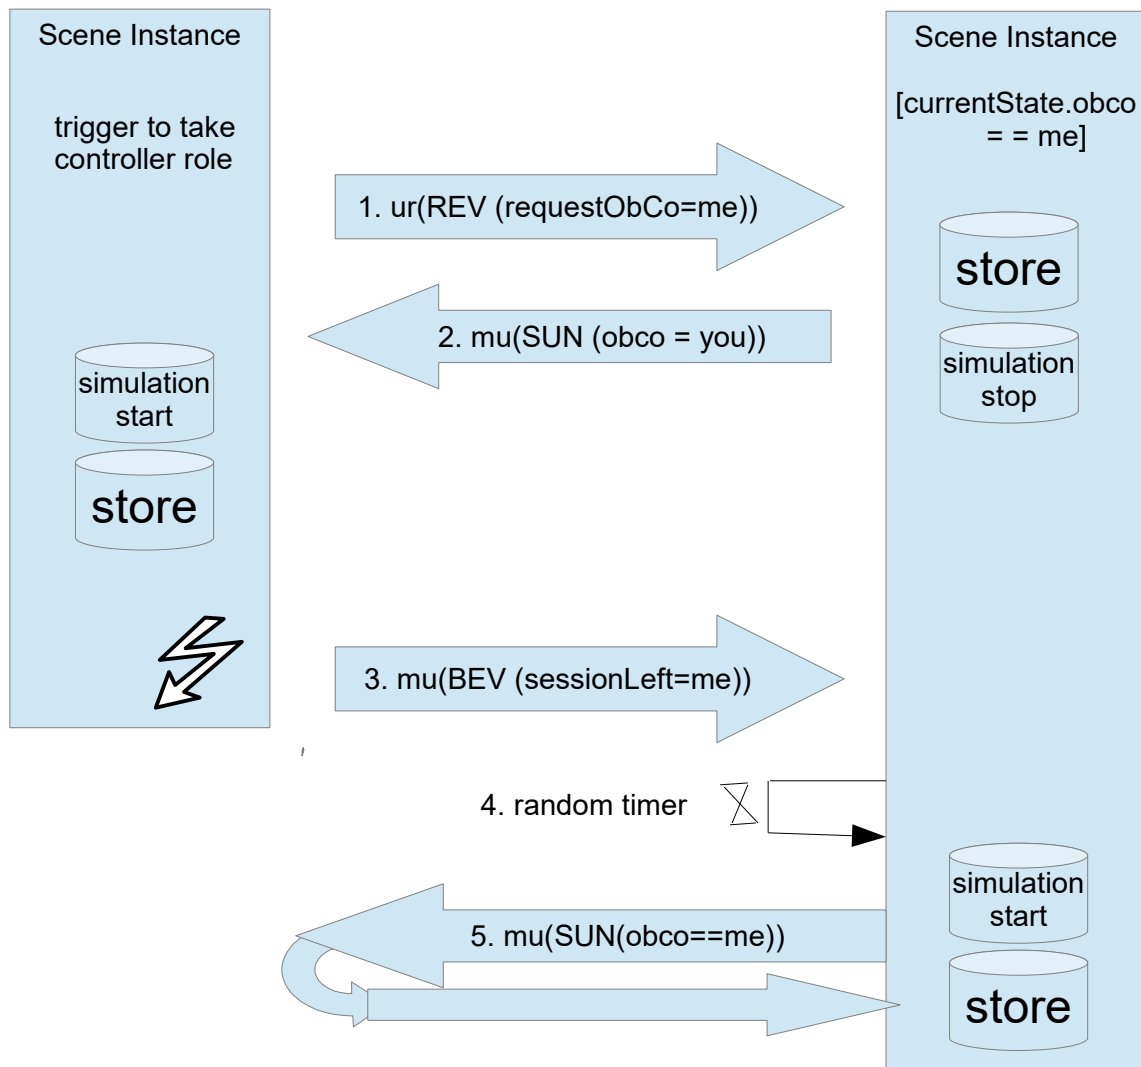 Scene Instance
trigger to take
controller role
Scene Instance
[currentState.obco
= = me]
1. ur(REV (requestObCo=me))
store
2. mu(SUN (obco = you))
simulation
stop
simulation
start
store
3. mu(BEV (sessionLeft=me))
4. random timer
simulation
start
5. mu(SUN(obco==me))
store